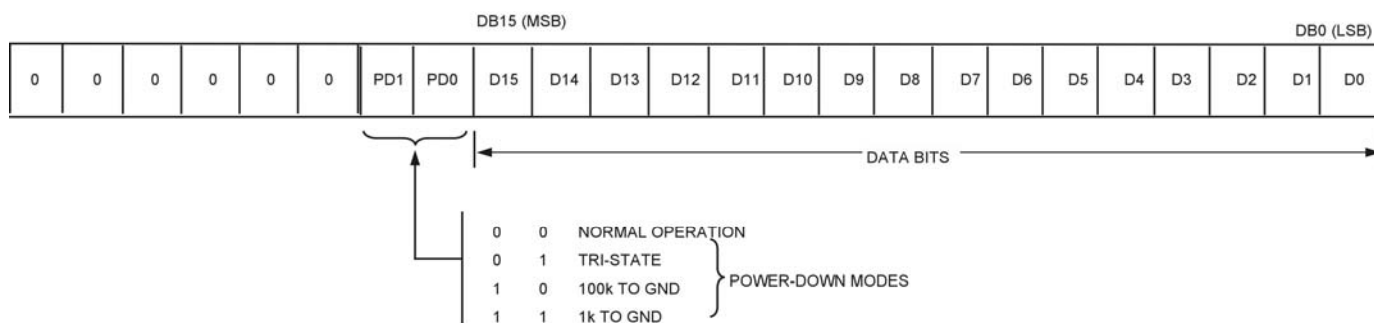 DB15 (MSB)
DB0 (LSB)
0 0 0 0 0 0 PD1 PD0 D15 D14 D13 D12 D11 D10 D9 D8 D7 D6 D5 D4 D3 D2 D1 D0
DATA BITS
0 0 NORMAL OPERATION
0 1 TRI-STATE
1 0 100k TO GND
1 1 1k TO GND
POWER-DOWN MODES